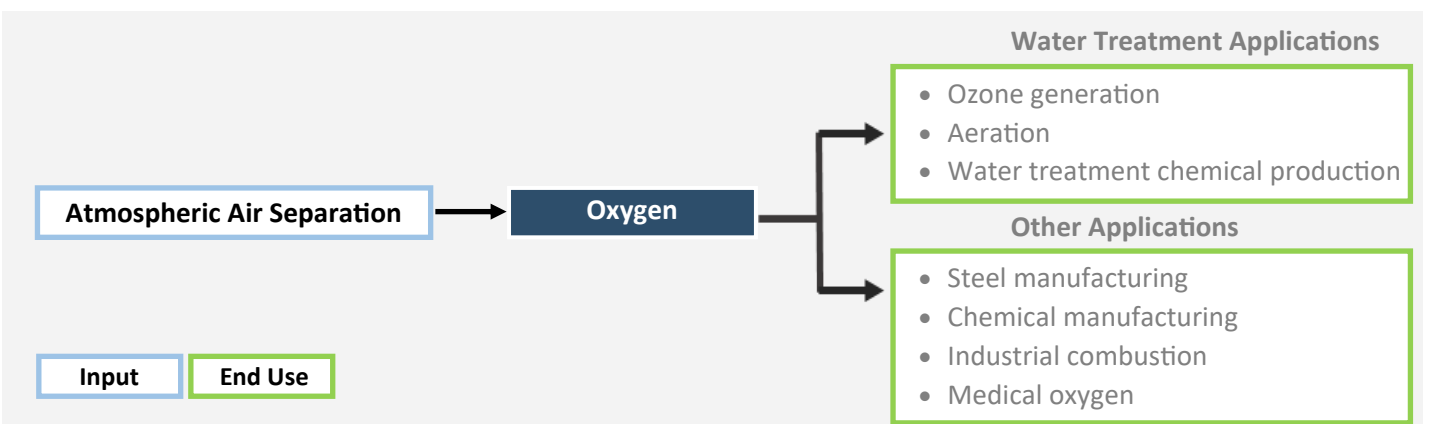 Water Treatment Applications
• Ozone generation
• Aeration
• Water treatment chemical production
Atmospheric Air Separation
Oxygen
Other Applications
• Steel manufacturing
• Chemical manufacturing
• Industrial combustion
• Medical oxygen
Input
End Use